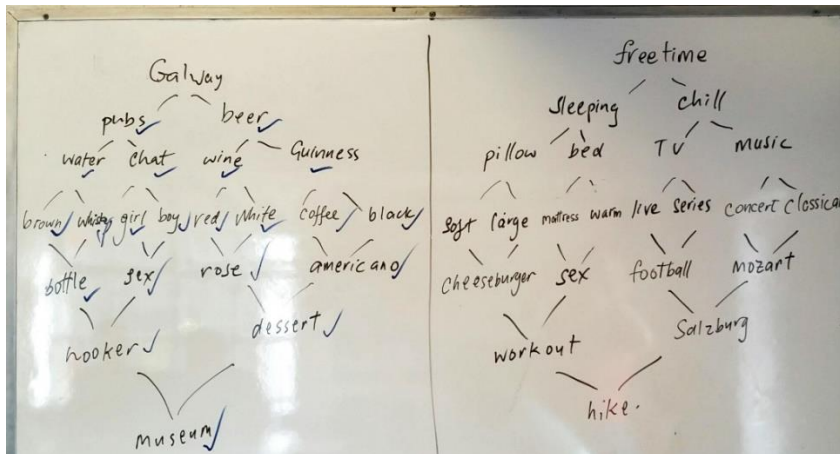 Galway
pubs beer
water chat wine Guinness
brown whisky girl boy red white coffee black
bottle sex rose americano
hooker dessert
museum
freetime
sleeping chill
pillow bed TV music
soft large mattress warm live series concert classical
cheeseburger sex football mozart
workout Salzburg
hike.